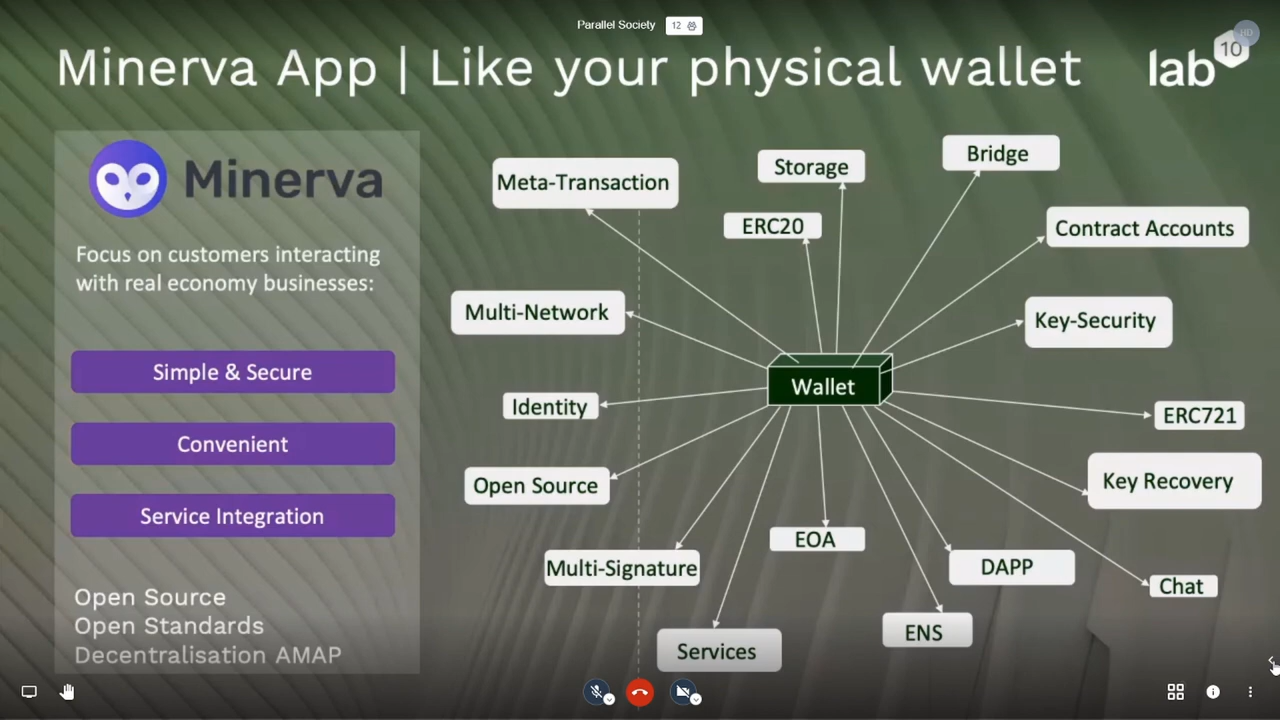 Parallel Society 12
HD
Minerva App | Like your physical wallet
lab10
Minerva
Focus on customers interacting
with real economy businesses:
Simple & Secure
Convenient
Service Integration
Open Source
Open Standards
Decentralisation AMAP
Meta-Transaction
Storage
Bridge
ERC20
Contract Accounts
Multi-Network
Key-Security
Wallet
Identity
ERC721
Open Source
Key Recovery
EOA
Multi-Signature
DAPP
Chat
ENS
Services